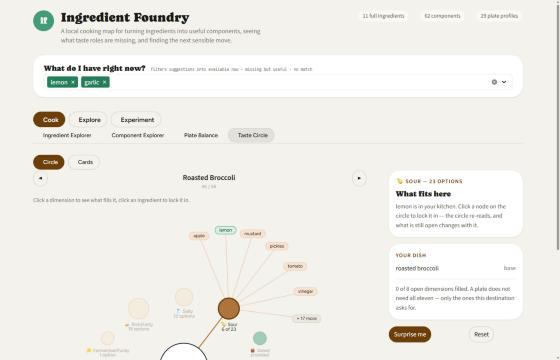 Ingredient Foundry
A local cooking map for turning ingredients into useful components, seeing
what taste roles are missing, and finding the next sensible move.
11 full ingredients
62 components
29 plate profiles
What do I have right now? filters suggestions into available now · missing but useful · no match
lemon ×
garlic ×
Cook
Explore
Experiment
Ingredient Explorer
Component Explorer
Plate Balance
Taste Circle
Circle
Cards
Roasted Broccoli
Click a dimension to see what fills it, click an ingredient to lock it in.
apple
lemon
mustard
pickles
tomato
vinegar
+ 17 more
Sour
6 of 23
Salty
SOUR — 23 OPTIONS
What fits here
lemon is in your kitchen. Click a node on the
circle to lock it in — the circle re-reads, and
what is still open changes with it.
YOUR DISH
roasted broccoli
base
0 of 8 open dimensions filled. A plate does not
need all eleven — only the ones this destination
asks for.
Surprise me
Reset